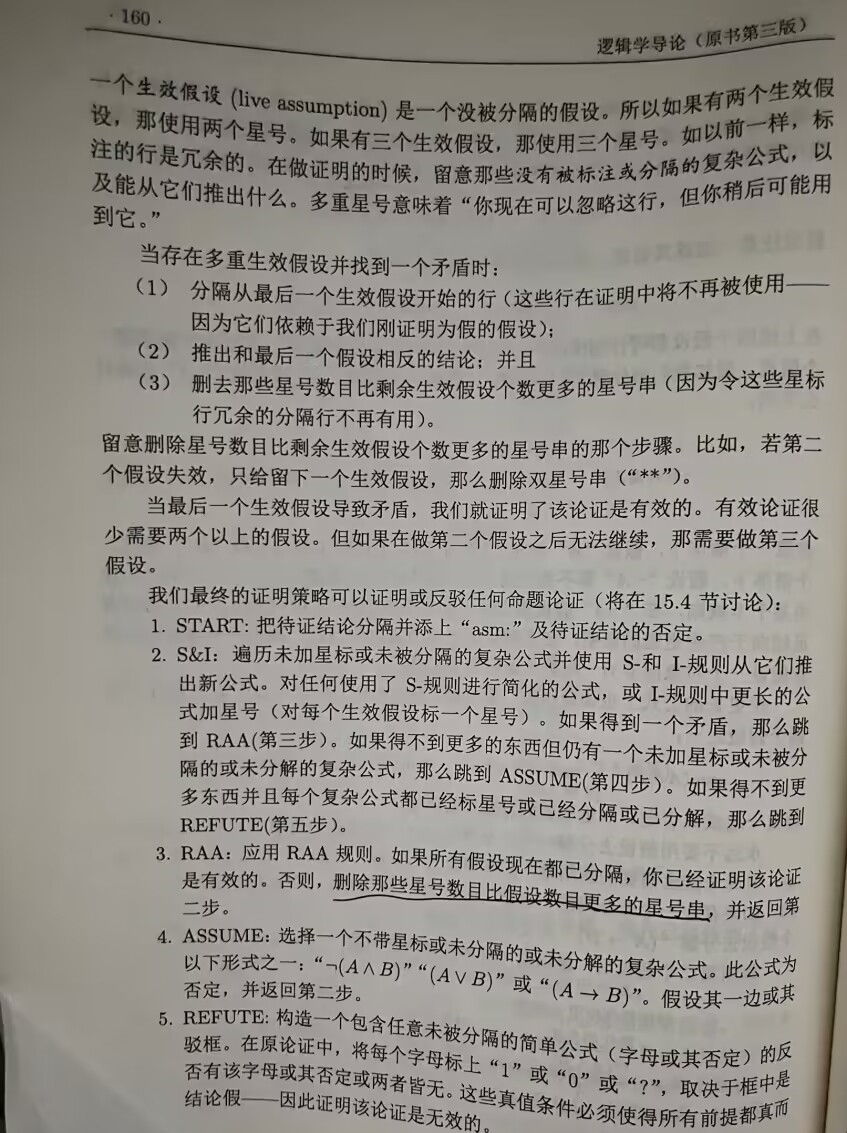 · 160 ·
逻辑学导论（原书第三版）
一个生效假设 (live assumption) 是一个没被分隔的假设。所以如果有两个生效假
设，那使用两个星号。如果有三个生效假设，那使用三个星号。如以前一样，标
注的行是冗余的。在做证明的时候，留意那些没有被标注或分隔的复杂公式，以
及能从它们推出什么。多重星号意味着“你现在可以忽略这行，但你稍后可能用
到它。”
当存在多重生效假设并找到一个矛盾时：
（1） 分隔从最后一个生效假设开始的行（这些行在证明中将不再被使用——
因为它们依赖于我们刚证明为假的假设）；
（2） 推出和最后一个假设相反的结论；并且
（3） 删去那些星号数目比剩余生效假设个数更多的星号串（因为令这些星标
行冗余的分隔行不再有用）。
留意删除星号数目比剩余生效假设个数更多的星号串的那个步骤。比如，若第二
个假设失效，只给留下一个生效假设，那么删除双星号串（“**”）。
当最后一个生效假设导致矛盾，我们就证明了该论证是有效的。有效论证很
少需要两个以上的假设。但如果在做第二个假设之后无法继续，那需要做第三个
假设。
我们最终的证明策略可以证明或反驳任何命题论证（将在 15.4 节讨论）：
1. START: 把待证结论分隔并添上“asm:”及待证结论的否定。
2. S&I：遍历未加星标或未被分隔的复杂公式并使用 S-和 I-规则从它们推
出新公式。对任何使用了 S-规则进行简化的公式，或 I-规则中更长的公
式加星号（对每个生效假设标一个星号）。如果得到一个矛盾，那么跳
到 RAA(第三步)。如果得不到更多的东西但仍有一个未加星标或未被分
隔的或未分解的复杂公式，那么跳到 ASSUME(第四步)。如果得不到更
多东西并且每个复杂公式都已经标星号或已经分隔或已分解，那么跳到
REFUTE(第五步)。
3. RAA：应用 RAA 规则。如果所有假设现在都已分隔，你已经证明该论证
是有效的。否则，删除那些星号数目比假设数目更多的星号串，并返回第
二步。
4. ASSUME: 选择一个不带星标或未分隔的或未分解的复杂公式。此公式为
以下形式之一：“¬(A ∧ B)”“(A ∨ B)” 或“(A → B)”。假设其一边或其
否定，并返回第二步。
5. REFUTE: 构造一个包含任意未被分隔的简单公式（字母或其否定）的反
驳框。在原论证中，将每个字母标上“1”或“0”或“?”，取决于框中是
否有该字母或其否定或两者皆无。这些真值条件必须使得所有前提都真而
结论假——因此证明该论证是无效的。